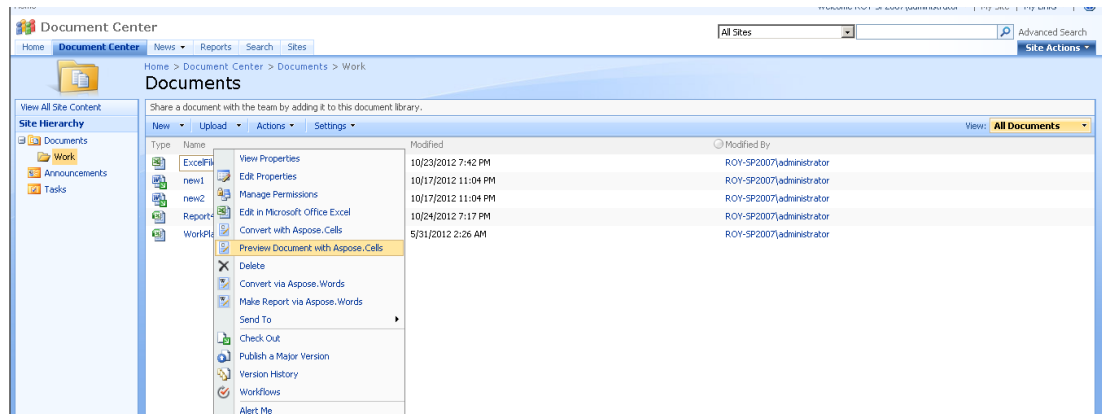 Document Center
All Sites
Advanced Search
Home Document Center News Reports Search Sites
Site Actions
Home > Document Center > Documents > Work
Documents
View All Site Content
Share a document with the team by adding it to this document library.
Site Hierarchy
New Upload Actions Settings
View: All Documents
Documents
Work
Announcements
Tasks
Type Name Modified Modified By
10/23/2012 7:42 PM ROY-SP2007\administrator
new1 10/17/2012 11:04 PM ROY-SP2007\administrator
new2 10/17/2012 11:04 PM ROY-SP2007\administrator
10/24/2012 7:17 PM ROY-SP2007\administrator
5/31/2012 2:26 AM ROY-SP2007\administrator
View Properties
Edit Properties
Manage Permissions
Edit in Microsoft Office Excel
Convert with Aspose.Cells
Preview Document with Aspose.Cells
Delete
Convert via Aspose.Words
Make Report via Aspose.Words
Send To
Check Out
Publish a Major Version
Version History
Workflows
Alert Me